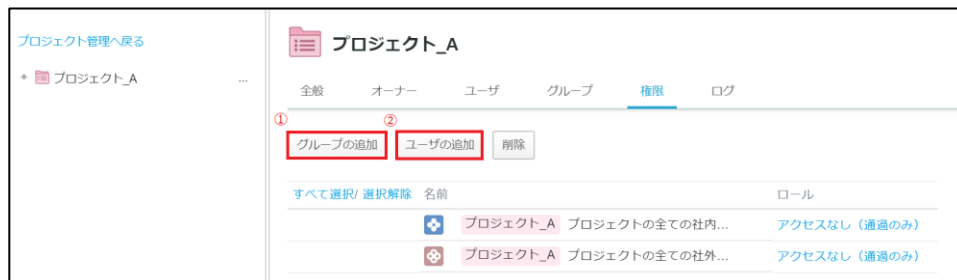 プロジェクト管理へ戻る
プロジェクト_A
+ プロジェクト_A ...
全般 オーナー ユーザ グループ 権限 ログ
① ②
グループの追加 ユーザの追加 削除
すべて選択/ 選択解除 名前 ロール
プロジェクト_A プロジェクトの全ての社内... アクセスなし（通過のみ）
プロジェクト_A プロジェクトの全ての社外... アクセスなし（通過のみ）